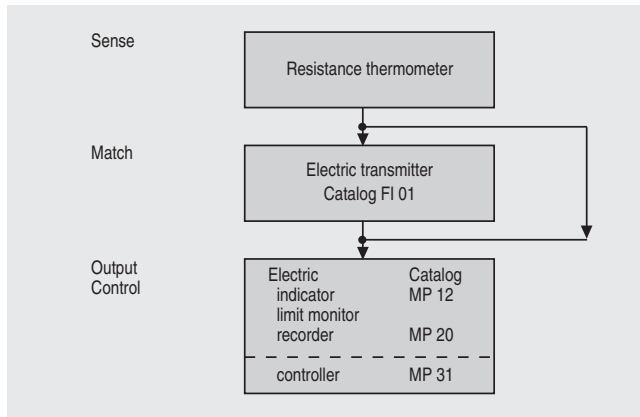 Sense
Resistance thermometer
Match
Electric transmitter
Catalog FI 01
Output
Control
Electric Catalog
indicator MP 12
limit monitor
recorder MP 20
controller MP 31